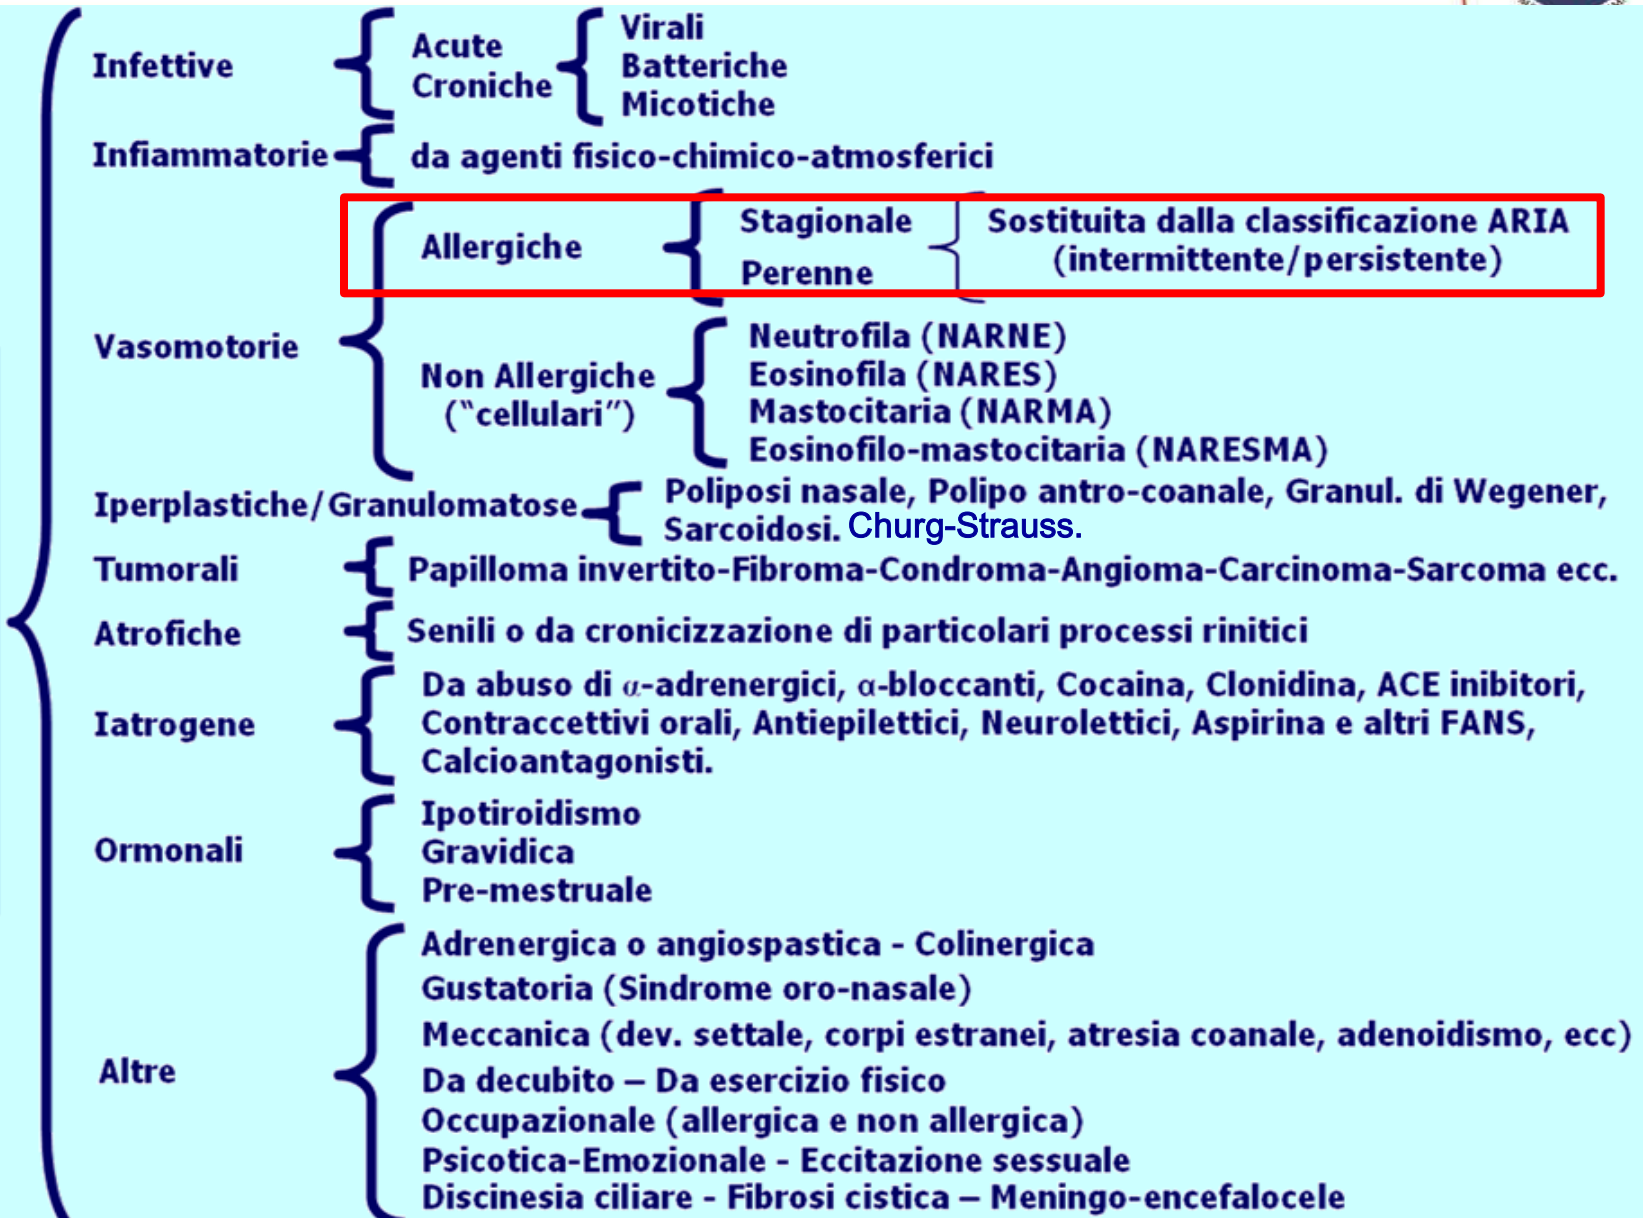 Infettive
Acute
Croniche
Virali
Batteriche
Micotiche
Infiammatorie
da agenti fisico-chimico-atmosferici
Vasomotorie
Allergiche
Stagionale
Perenne
Sostituita dalla classificazione ARIA
(intermittente/persistente)
Non Allergiche
(“cellulari”)
Neutrofila (NARNE)
Eosinofila (NARES)
Mastocitaria (NARMA)
Eosinofilo-mastocitaria (NARESMA)
Iperplastiche/Granulomatose
Poliposi nasale, Polipo antro-coanale, Granul. di Wegener,
Sarcoidosi. Churg-Strauss.
Tumorali
Papilloma invertito-Fibroma-Condroma-Angioma-Carcinoma-Sarcoma ecc.
Atrofiche
Senili o da cronicizzazione di particolari processi rinitici
Iatrogene
Da abuso di α-adrenergici, α-bloccanti, Cocaina, Clonidina, ACE inibitori,
Contraccettivi orali, Antiepilettici, Neurolettici, Aspirina e altri FANS,
Calcioantagonisti.
Ormonali
Ipotiroidismo
Gravidica
Pre-mestruale
Altre
Adrenergica o angiospastica - Colinergica
Gustatoria (Sindrome oro-nasale)
Meccanica (dev. settale, corpi estranei, atresia coanale, adenoidismo, ecc)
Da decubito – Da esercizio fisico
Occupazionale (allergica e non allergica)
Psicotica-Emozionale - Eccitazione sessuale
Discinesia ciliare - Fibrosi cistica – Meningo-encefalocele